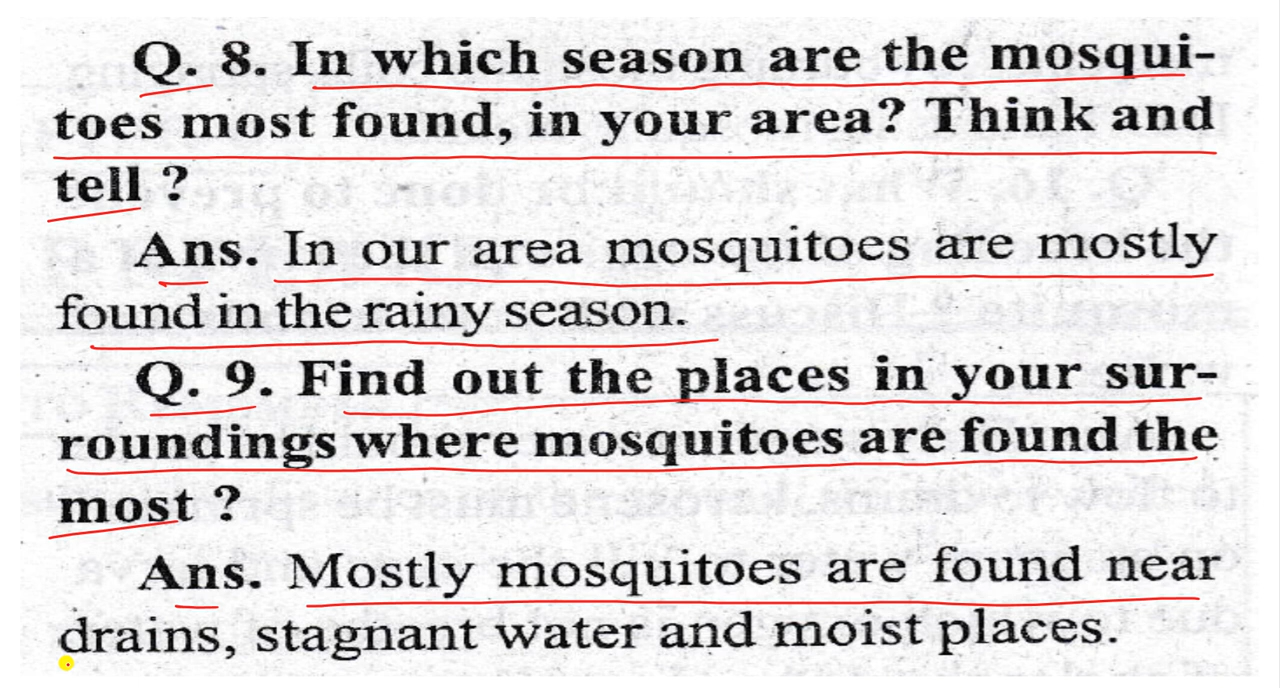 Q. 8. In which season are the mosqui-
toes most found, in your area? Think and
tell ?
Ans. In our area mosquitoes are mostly
found in the rainy season.
Q. 9. Find out the places in your sur-
roundings where mosquitoes are found the
most ?
Ans. Mostly mosquitoes are found near
drains, stagnant water and moist places.